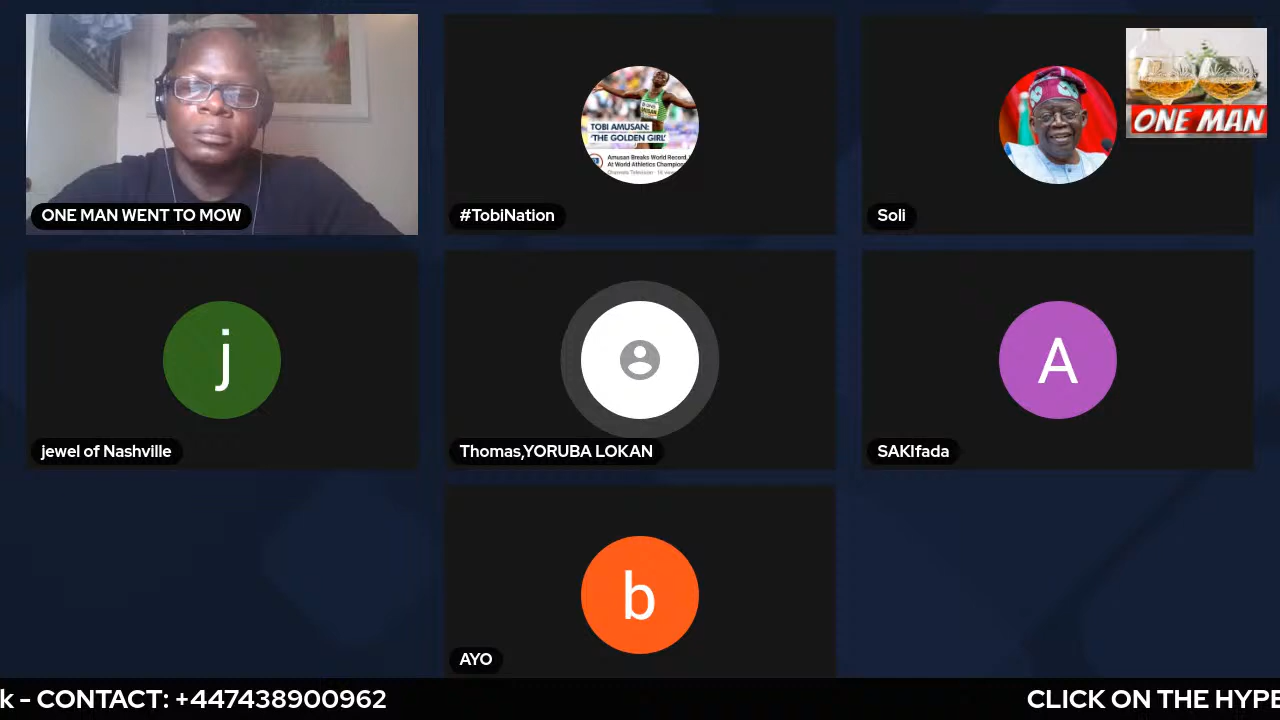 ONE MAN WENT TO MOW
TOBI AMUSAN:
'THE GOLDEN GIRL'
Amusan Breaks World Record,
At World Athletics Champion
#TobiNation
Soli
ONE MAN
j
jewel of Nashville
Thomas,YORUBA LOKAN
A
SAKIfada
b
AYO
k - CONTACT: +447438900962
CLICK ON THE HYPE